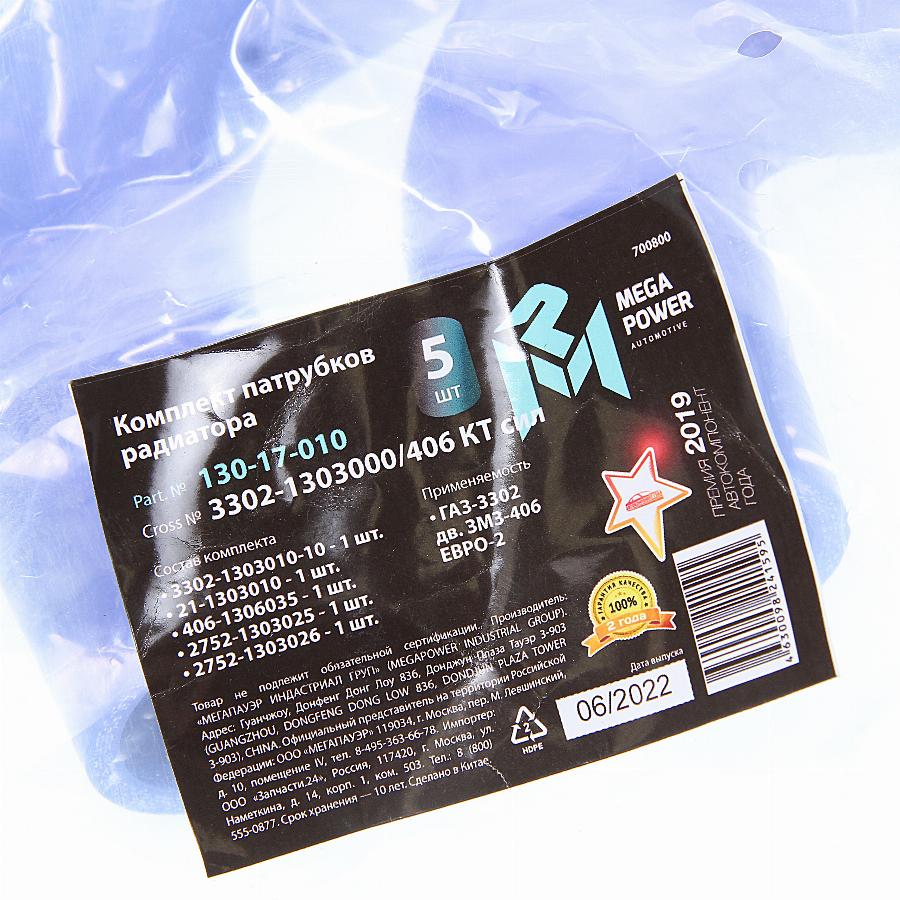 700800
MEGA
POWER
AUTOMOTIVE
5
шт
Комплект патрубков
радиатора
Part. № 130-17-010
Cross № 3302-1303000/406 КТ сил
Состав комплекта
• 3302-1303010-10 - 1 шт.
• 21-1303010 - 1 шт.
• 406-1306035 - 1 шт.
• 2752-1303025 - 1 шт.
• 2752-1303026 - 1 шт.
Применяемость
• ГАЗ-3302
дв. ЗМЗ-406
ЕВРО-2
2019
ПРЕМИЯ
АВТОКОМПОНЕНТ
ГОДА
ГАРАНТИЯ КАЧЕСТВА
100%
2 года
4630098241595
Товар не подлежит обязательной сертификации. Производитель:
«МЕГАПАУЭР ИНДАСТРИАЛ ГРУП» (MEGAPOWER INDUSTRIAL GROUP).
Адрес: Гуанчжоу, Донфенг Донг Лоу 836, Донджун Плаза Тауэр 3-903
(GUANGZHOU, DONGFENG DONG LOW 836, DONDJUN PLAZA TOWER
3-903), CHINA. Официальный представитель на территории Российской
Федерации: ООО «МЕГАПАУЭР» 119034, г. Москва, пер. М. Левшинский,
д. 10, помещение IV, тел. 8-495-363-66-78. Импортер:
ООО «Запчасти.24», Россия, 117420, г. Москва, ул.
Наметкина, д. 14, корп. 1, ком. 503. Тел.: 8 (800)
555-0877. Срок хранения — 10 лет. Сделано в Китае.
2
HDPE
Дата выпуска
06/2022